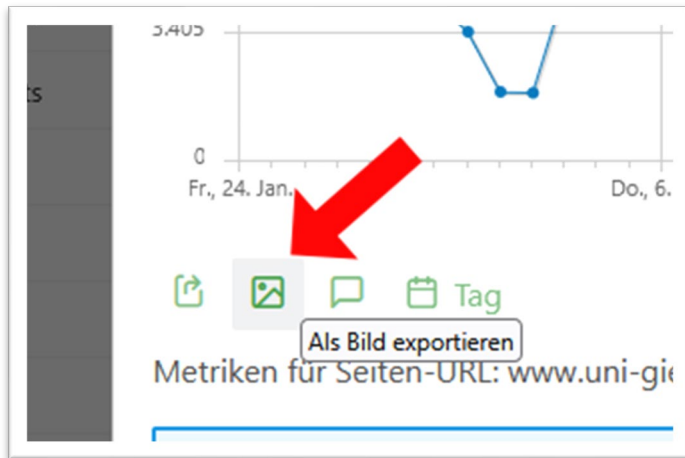 3.405
ts
0
Fr., 24. Jan.
Do., 6.
Tag
Als Bild exportieren
Metriken für Seiten-URL: www.uni-gie